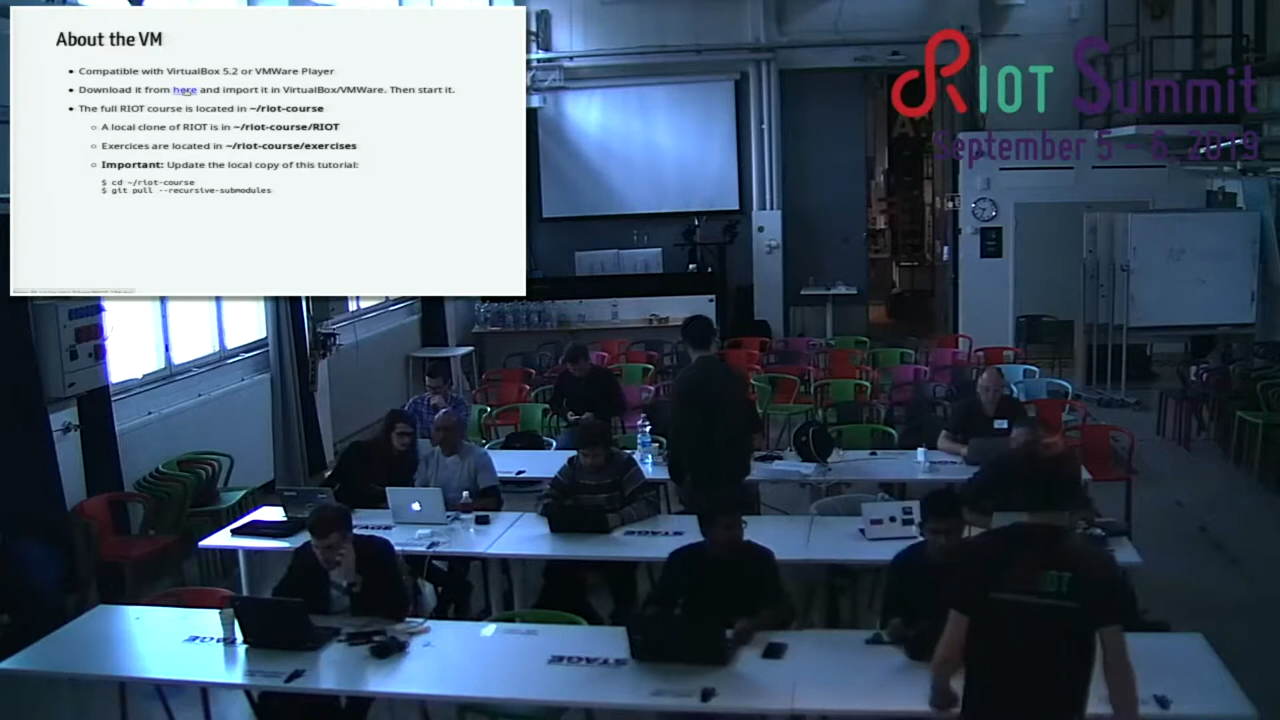 About the VM
• Compatible with VirtualBox 5.2 or VMWare Player
• Download it from here and import it in VirtualBox/VMWare. Then start it.
• The full RIOT course is located in ~/riot-course
○ A local clone of RIOT is in ~/riot-course/RIOT
○ Exercices are located in ~/riot-course/exercises
○ Important: Update the local copy of this tutorial:
$ cd ~/riot-course
$ git pull --recursive-submodules
RIOT Summit
September 5 - 6, 2019
STAGE
STAGE
STAGE
STAGE
RIOT